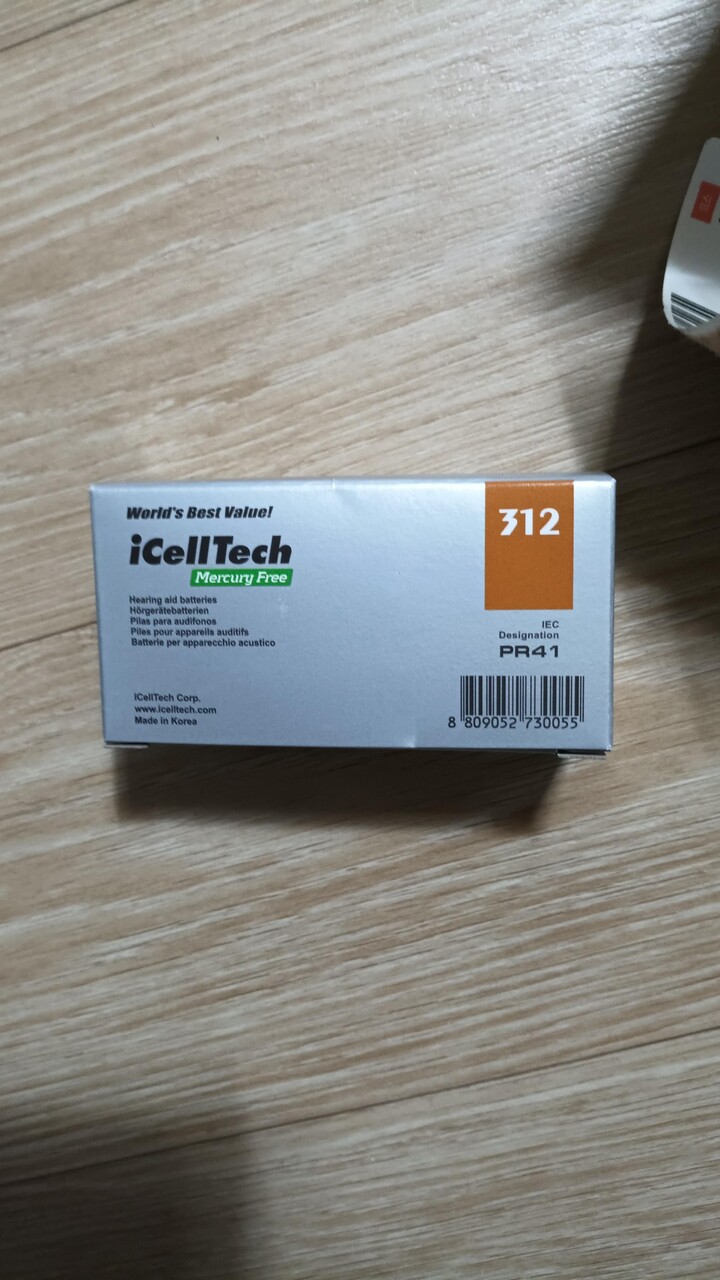 World's Best Value!
iCellTech
Mercury Free
Hearing aid batteries
Hörgerätebatterien
Pilas para audifonos
Piles pour appareils auditifs
Batterie per apparecchio acustico
iCellTech Corp.
www.icelltech.com
Made in Korea
312
IEC
Designation
PR41
8 809052 730055